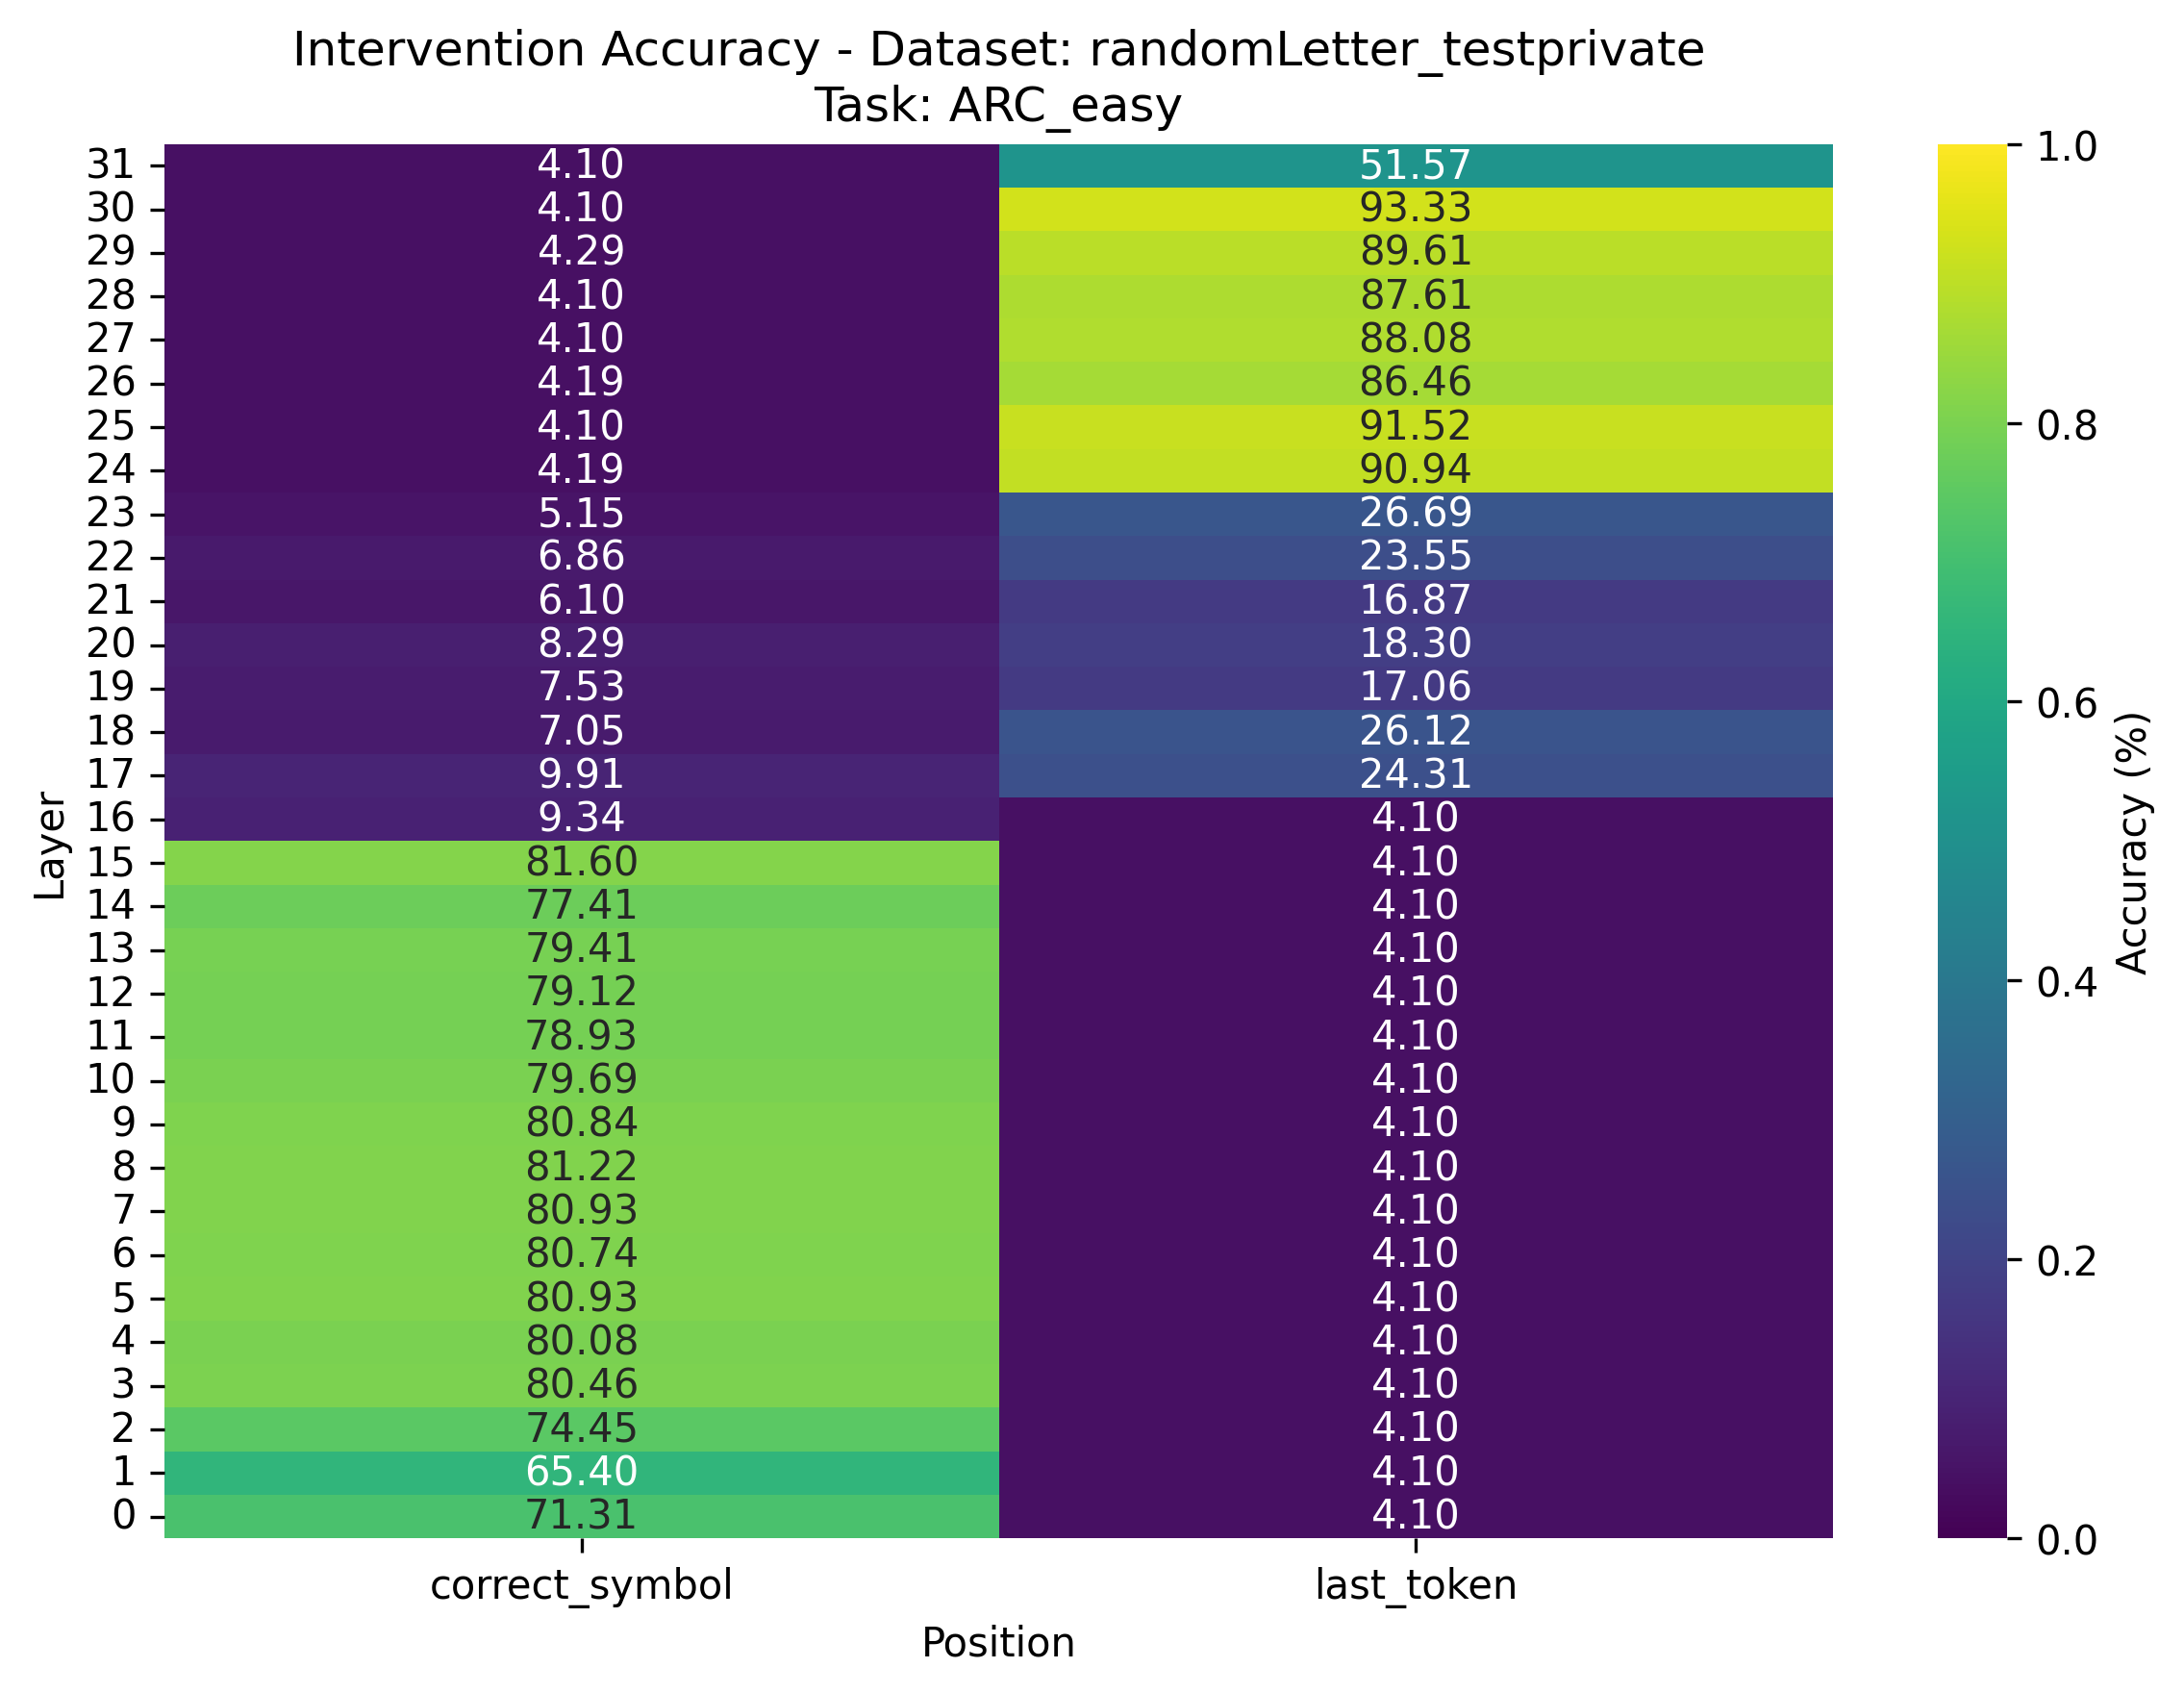 Intervention Accuracy - Dataset: randomLetter_testprivate
Task: ARC_easy
31 4.10 51.57
30 4.10 93.33
29 4.29 89.61
28 4.10 87.61
27 4.10 88.08
26 4.19 86.46
25 4.10 91.52
24 4.19 90.94
23 5.15 26.69
22 6.86 23.55
21 6.10 16.87
20 8.29 18.30
19 7.53 17.06
18 7.05 26.12
17 9.91 24.31
16 9.34 4.10
15 81.60 4.10
14 77.41 4.10
13 79.41 4.10
12 79.12 4.10
11 78.93 4.10
10 79.69 4.10
9 80.84 4.10
8 81.22 4.10
7 80.93 4.10
6 80.74 4.10
5 80.93 4.10
4 80.08 4.10
3 80.46 4.10
2 74.45 4.10
1 65.40 4.10
0 71.31 4.10
correct_symbol last_token
Position
Layer
1.0
0.8
0.6
0.4
0.2
0.0
Accuracy (%)